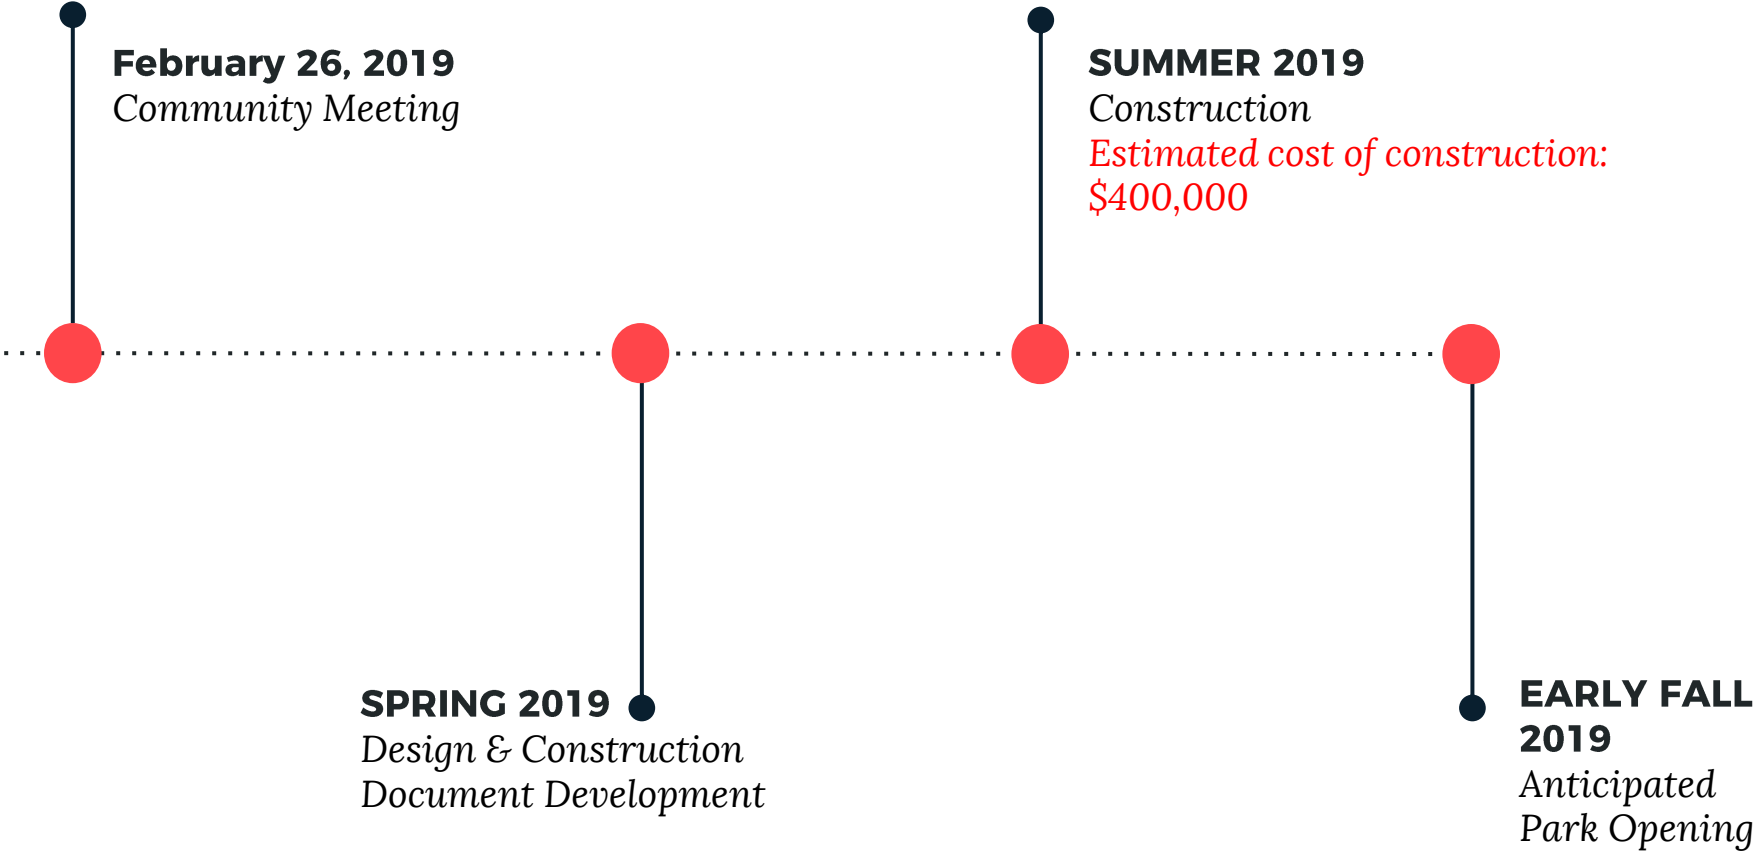 February 26, 2019
Community Meeting
SUMMER 2019
Construction
Estimated cost of construction:
$400,000
SPRING 2019
Design & Construction
Document Development
EARLY FALL
2019
Anticipated
Park Opening